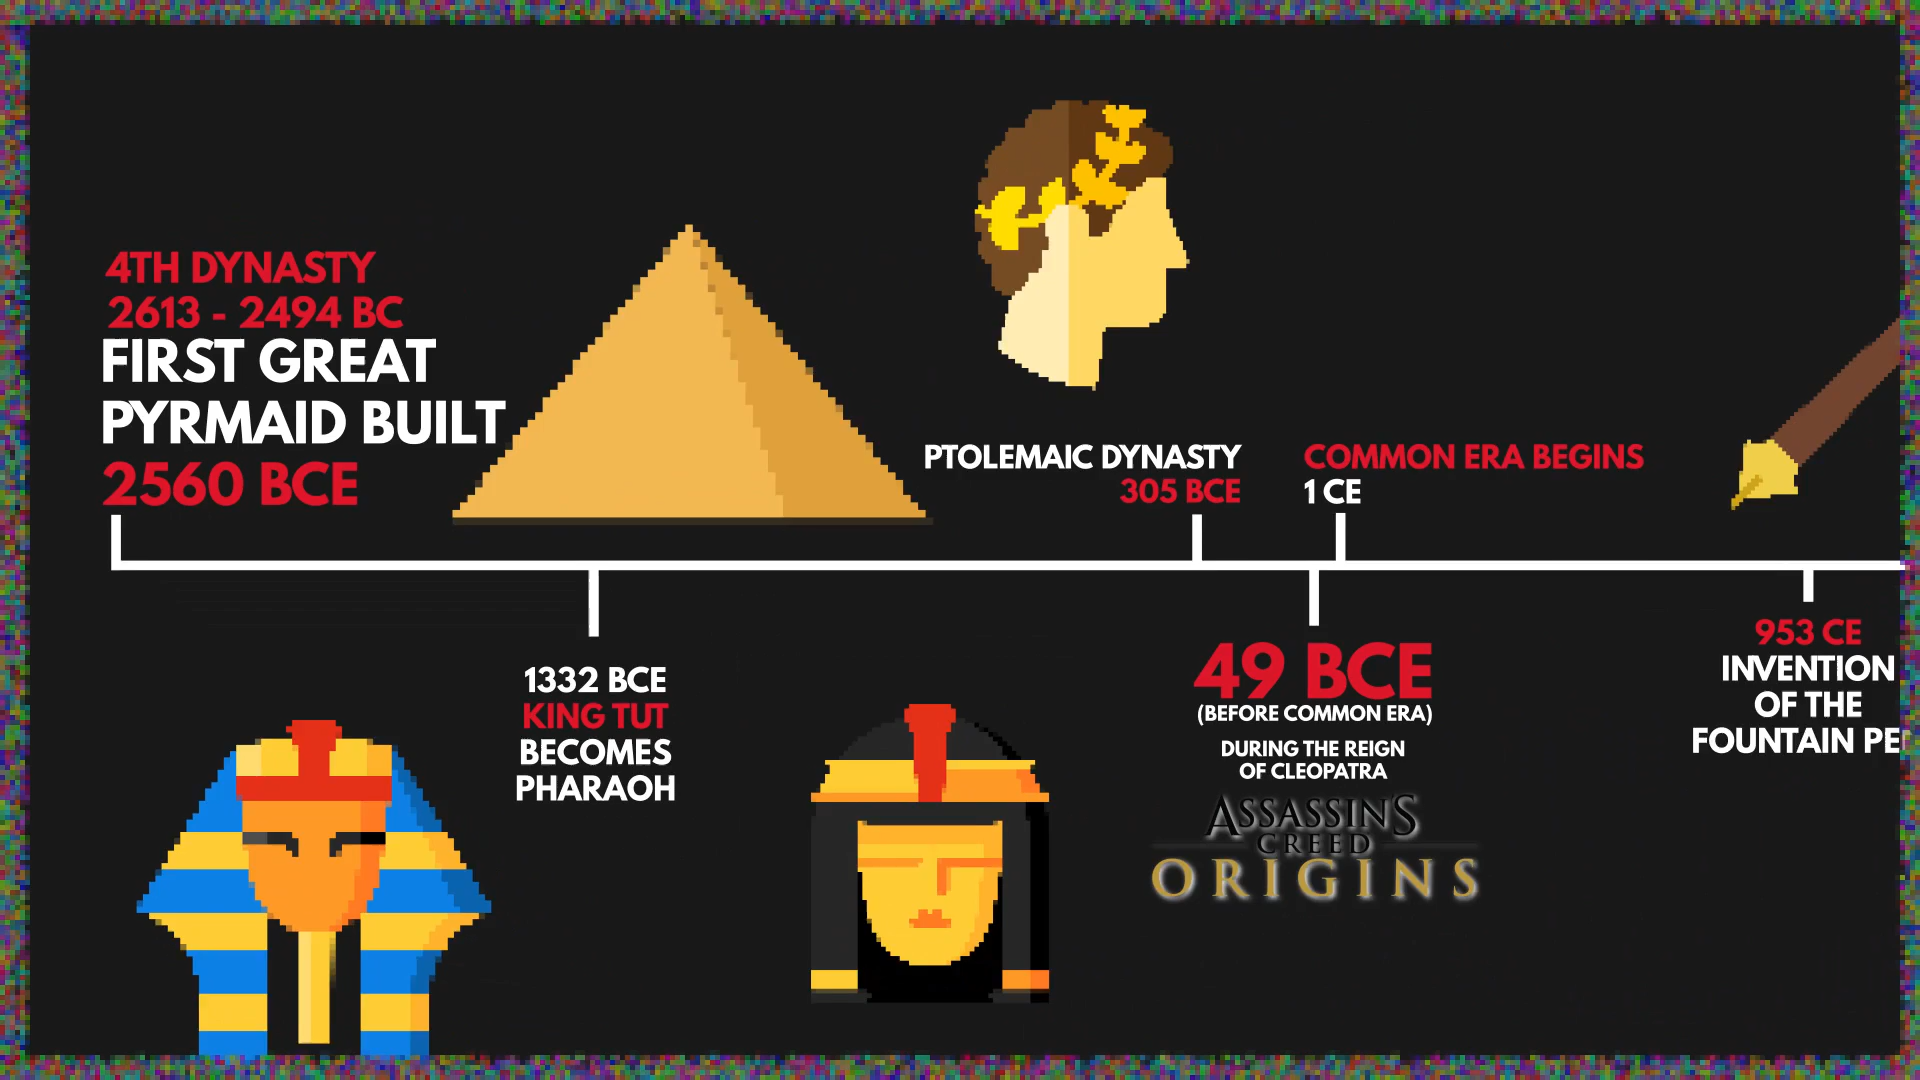 4TH DYNASTY
2613 - 2494 BC
FIRST GREAT
PYRMAID BUILT
2560 BCE
PTOLEMAIC DYNASTY
305 BCE
COMMON ERA BEGINS
1 CE
1332 BCE
KING TUT
BECOMES
PHARAOH
49 BCE
(BEFORE COMMON ERA)
DURING THE REIGN
OF CLEOPATRA
ASSASSIN'S
CREED
ORIGINS
953 CE
INVENTION
OF THE
FOUNTAIN PE